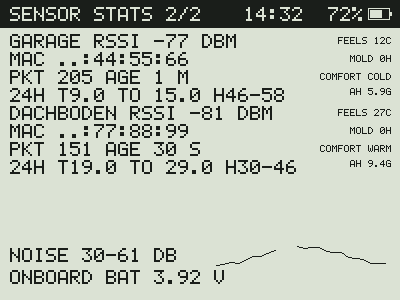 SENSOR STATS 2/2 14:32 72%
GARAGE RSSI -77 DBM FEELS 12C
MAC ..:44:55:66 MOLD 0H
PKT 205 AGE 1 M COMFORT COLD
24H T9.0 TO 15.0 H46-58 AH 5.9G
DACHBODEN RSSI -81 DBM FEELS 27C
MAC ..:77:88:99 MOLD 0H
PKT 151 AGE 30 S COMFORT WARM
24H T19.0 TO 29.0 H30-46 AH 9.4G
NOISE 30-61 DB
ONBOARD BAT 3.92 V